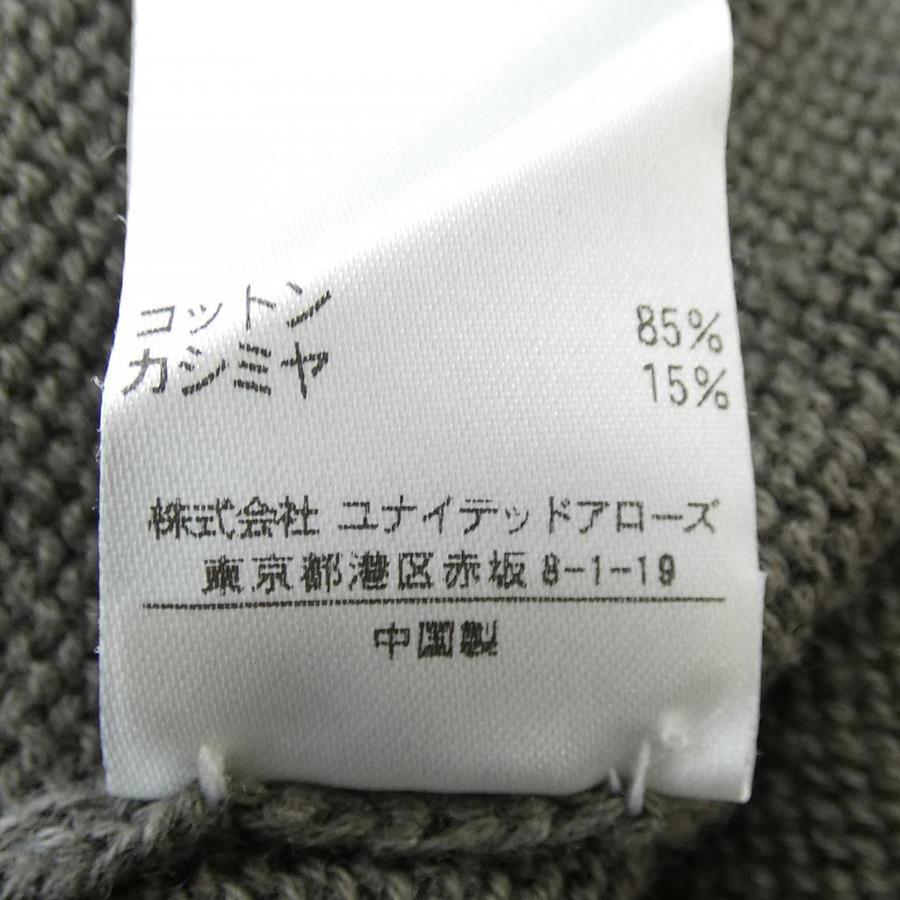 コットン 85%
カシミヤ 15%
株式会社 ユナイテッドアローズ
東京都港区赤坂8-1-19
中国製